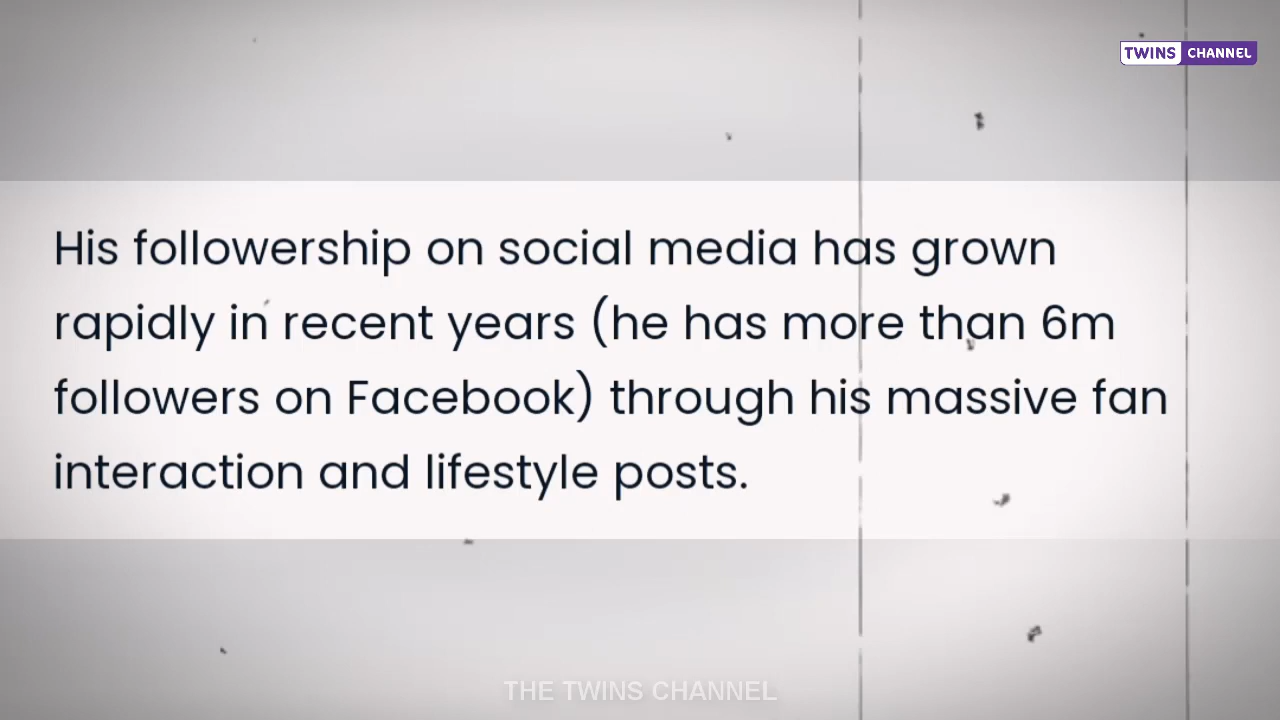 TWINS CHANNEL
His followership on social media has grown
rapidly in recent years (he has more than 6m
followers on Facebook) through his massive fan
interaction and lifestyle posts.
THE TWINS CHANNEL